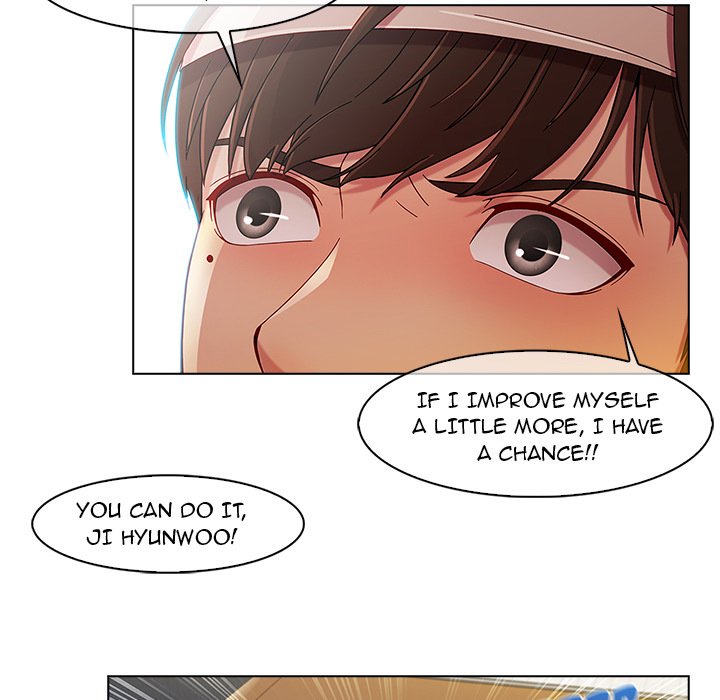 IF I IMPROVE MYSELF
A LITTLE MORE, I HAVE
A CHANCE!!
YOU CAN DO IT,
JI HYUNWOO!